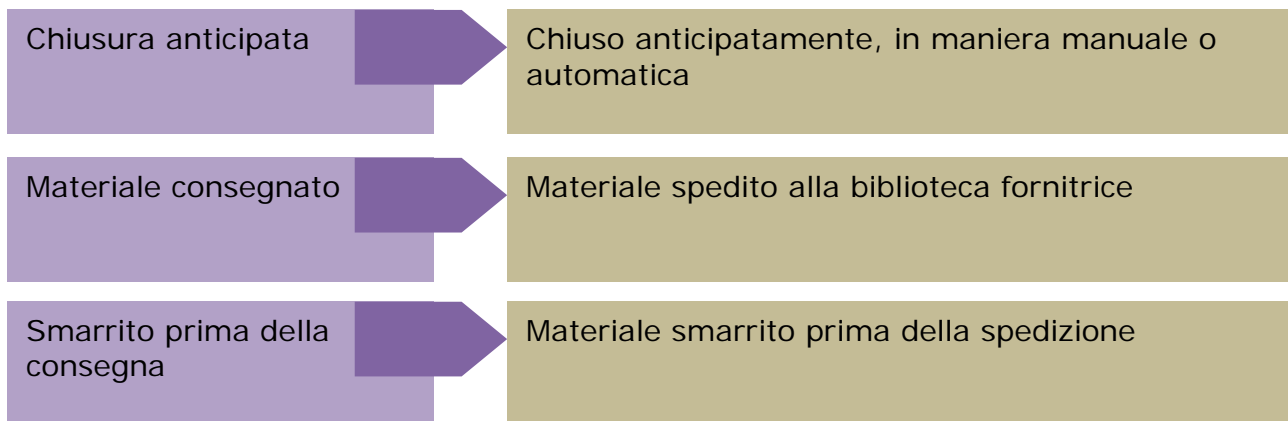 Chiusura anticipata
Chiuso anticipatamente, in maniera manuale o
automatica
Materiale consegnato
Materiale spedito alla biblioteca fornitrice
Smarrito prima della
consegna
Materiale smarrito prima della spedizione